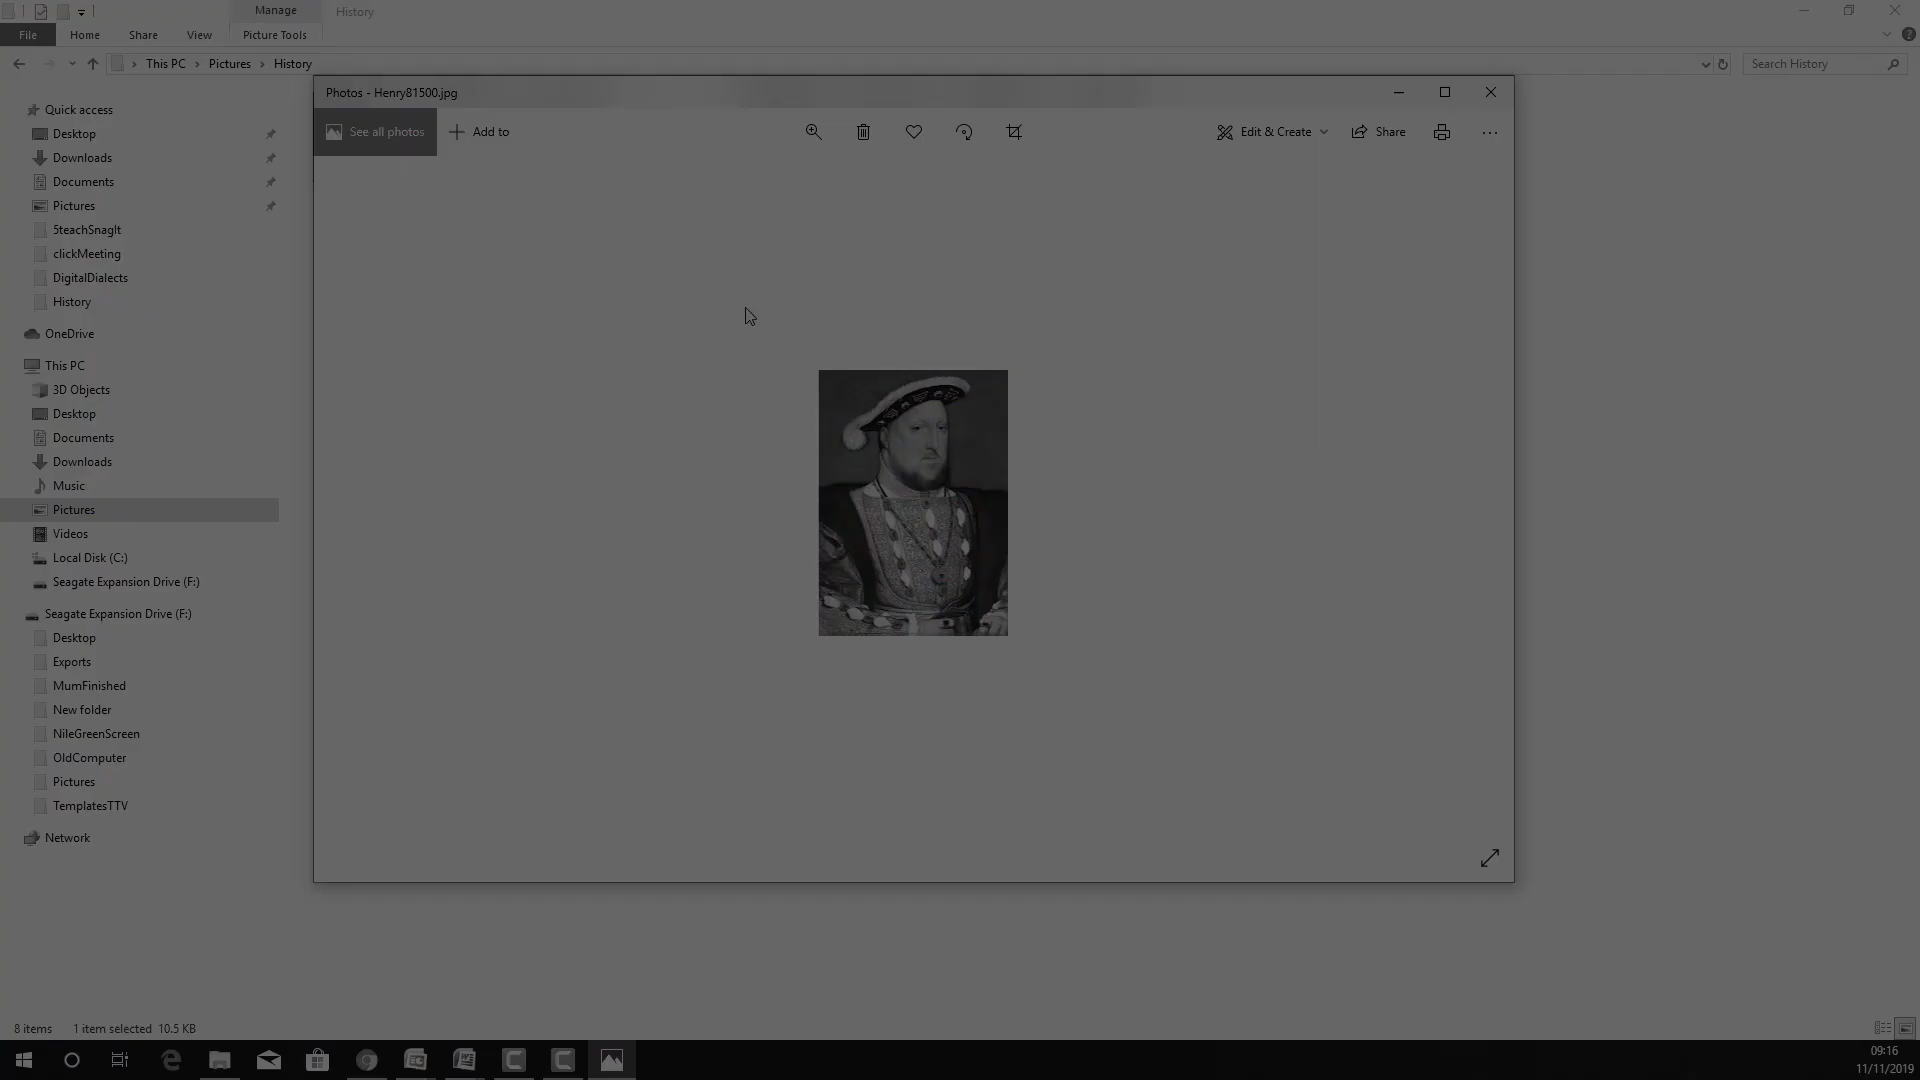 Manage
History
File
Home
Share
View
Picture Tools
This PC
Pictures
History
Search History
Photos - Henry81500.jpg
See all photos
Add to
Edit & Create
Share
Quick access
Desktop
Downloads
Documents
Pictures
5teachSnagIt
clickMeeting
DigitalDialects
History
OneDrive
This PC
3D Objects
Desktop
Documents
Downloads
Music
Pictures
Videos
Local Disk (C:)
Seagate Expansion Drive (F:)
Seagate Expansion Drive (F:)
Desktop
Exports
MumFinished
New folder
NileGreenScreen
OldComputer
Pictures
TemplatesTTV
Network
8 items
1 item selected 10.5 KB
09:16
11/11/2019